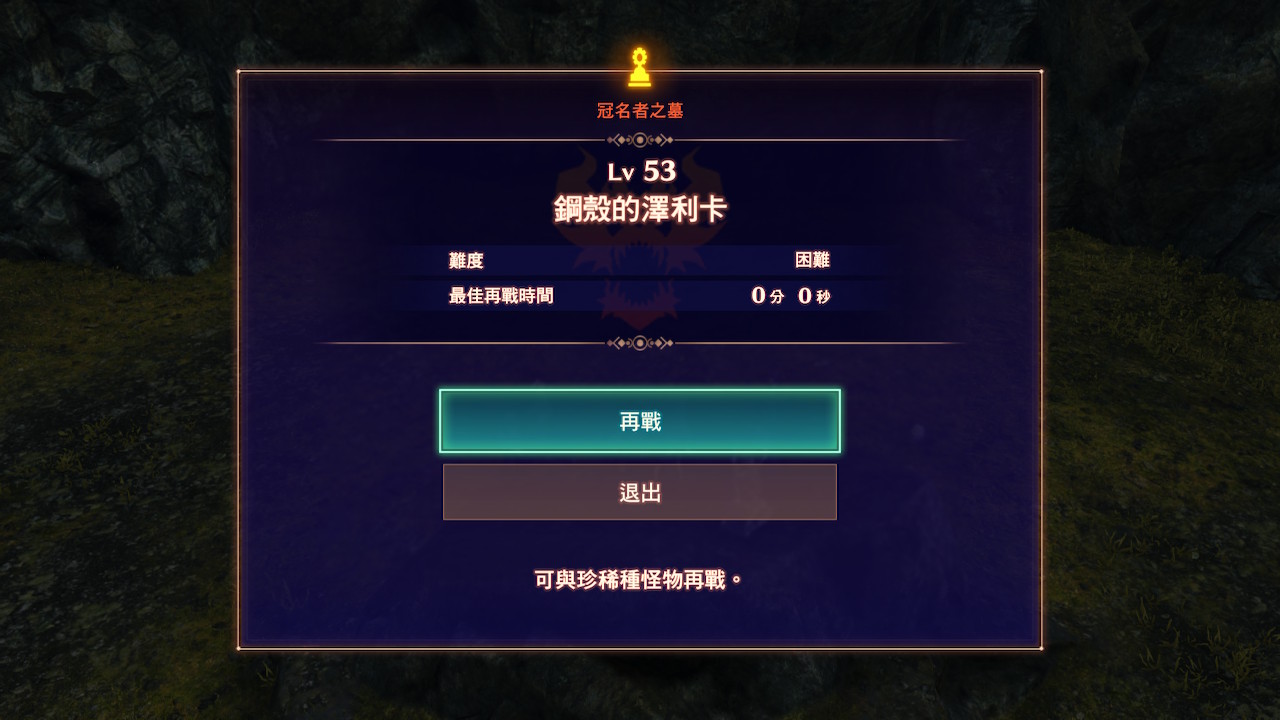 冠名者之墓
Lv 53
鋼殼的澤利卡
難度 困難
最佳再戰時間 0分 0秒
再戰
退出
可與珍稀種怪物再戰。